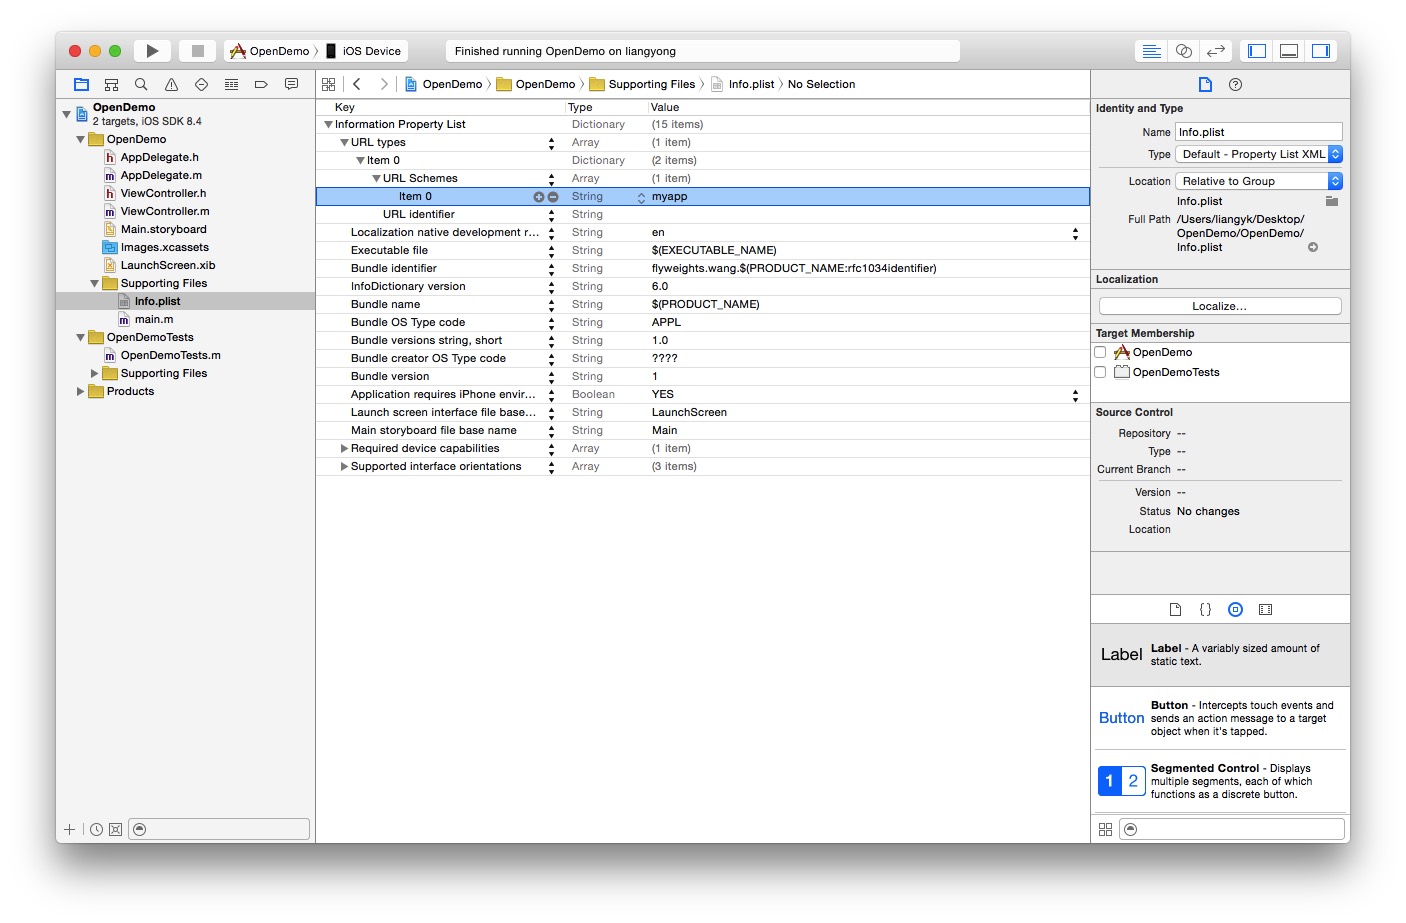 OpenDemo 〉 iOS Device
Finished running OpenDemo on liangyong
OpenDemo 〉 OpenDemo 〉 Supporting Files 〉 Info.plist 〉 No Selection
OpenDemo
2 targets, iOS SDK 8.4
OpenDemo
h AppDelegate.h
m AppDelegate.m
h ViewController.h
m ViewController.m
Main.storyboard
Images.xcassets
LaunchScreen.xib
Supporting Files
Info.plist
m main.m
OpenDemoTests
m OpenDemoTests.m
Supporting Files
Products
Key Type Value
Information Property List Dictionary (15 items)
URL types Array (1 item)
Item 0 Dictionary (2 items)
URL Schemes Array (1 item)
Item 0 String myapp
URL identifier String
Localization native development r... String en
Executable file String $(EXECUTABLE_NAME)
Bundle identifier String flyweights.wang.$(PRODUCT_NAME:rfc1034identifier)
InfoDictionary version String 6.0
Bundle name String $(PRODUCT_NAME)
Bundle OS Type code String APPL
Bundle versions string, short String 1.0
Bundle creator OS Type code String ????
Bundle version String 1
Application requires iPhone envir... Boolean YES
Launch screen interface file base... String LaunchScreen
Main storyboard file base name String Main
Required device capabilities Array (1 item)
Supported interface orientations Array (3 items)
Identity and Type
Name Info.plist
Type Default - Property List XML
Location Relative to Group
Info.plist
Full Path /Users/liangyk/Desktop/
OpenDemo/OpenDemo/
Info.plist
Localization
Localize...
Target Membership
OpenDemo
OpenDemoTests
Source Control
Repository --
Type --
Current Branch --
Version --
Status No changes
Location
{ }
Label
Label - A variably sized amount of
static text.
Button
Button - Intercepts touch events and
sends an action message to a target
object when it's tapped.
1 2
Segmented Control - Displays
multiple segments, each of which
functions as a discrete button.